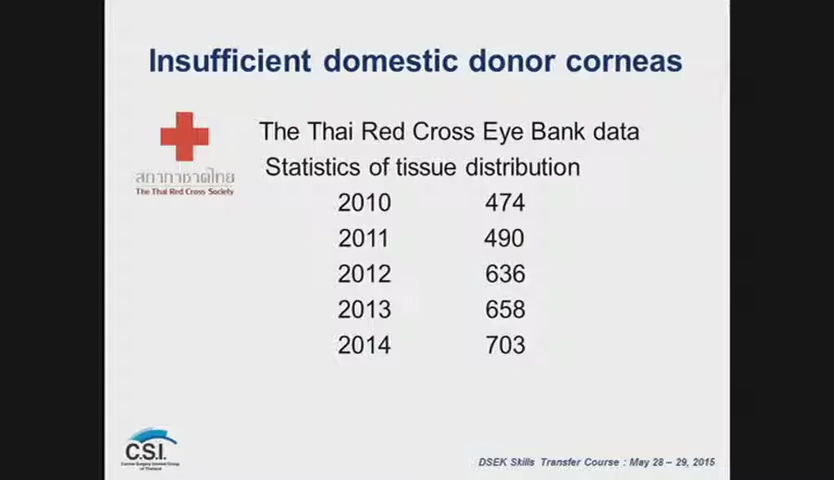 Insufficient domestic donor corneas
The Thai Red Cross Eye Bank data
Statistics of tissue distribution
สภากาชาดไทย
The Thai Red Cross Society
2010 474
2011 490
2012 636
2013 658
2014 703
C.S.I.
of Thailand
DSEK Skills Transfer Course : May 28 – 29, 2015